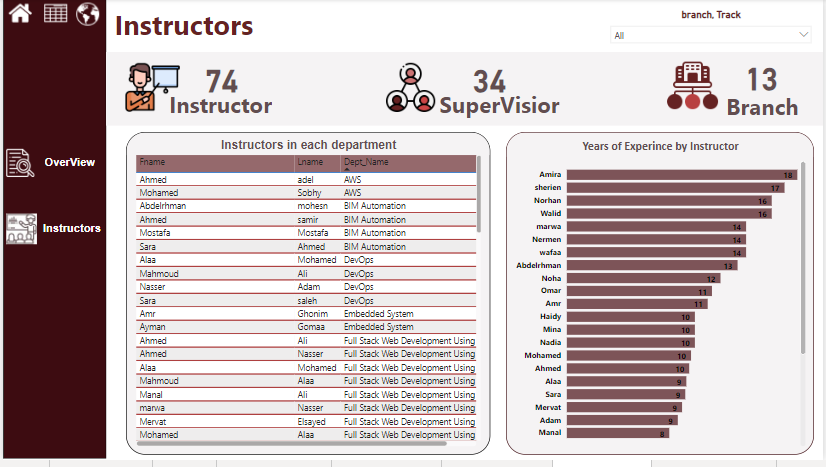 Instructors
branch, Track
All
74
Instructor
34
SuperVisior
13
Branch
OverView
Instructors
Instructors in each department
Fname Lname Dept_Name
Ahmed adel AWS
Mohamed Sobhy AWS
Abdelrhman mohesn BIM Automation
Ahmed samir BIM Automation
Mostafa Mostafa BIM Automation
Sara Ahmed BIM Automation
Alaa Mohamed DevOps
Mahmoud Ali DevOps
Nasser Adam DevOps
Sara saleh DevOps
Amr Ghonim Embedded System
Ayman Gomaa Embedded System
Ahmed Ali Full Stack Web Development Using
Ahmed Nasser Full Stack Web Development Using
Alaa Mohamed Full Stack Web Development Using
Mahmoud Alaa Full Stack Web Development Using
Manal Ali Full Stack Web Development Using
marwa Nasser Full Stack Web Development Using
Mervat Elsayed Full Stack Web Development Using
Mohamed Alaa Full Stack Web Development Using
Years of Experince by Instructor
Amira 18
sherien 17
Norhan 16
Walid 16
marwa 14
Nermen 14
wafaa 14
Abdelrhman 13
Noha 12
Omar 11
Amr 11
Haidy 10
Mina 10
Nadia 10
Mohamed 10
Ahmed 10
Alaa 9
Sara 9
Mervat 9
Adam 9
Manal 8